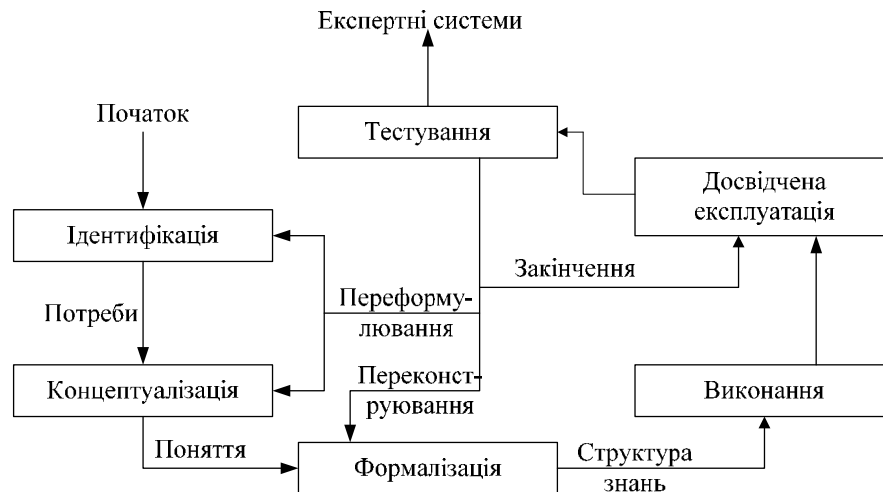 Експертні системи
Початок
Тестування
Досвідчена
експлуатація
Ідентифікація
Закінчення
Потреби
Переформу-
лювання
Концептуалізація
Переконст-
руювання
Виконання
Поняття
Формалізація
Структура
знань